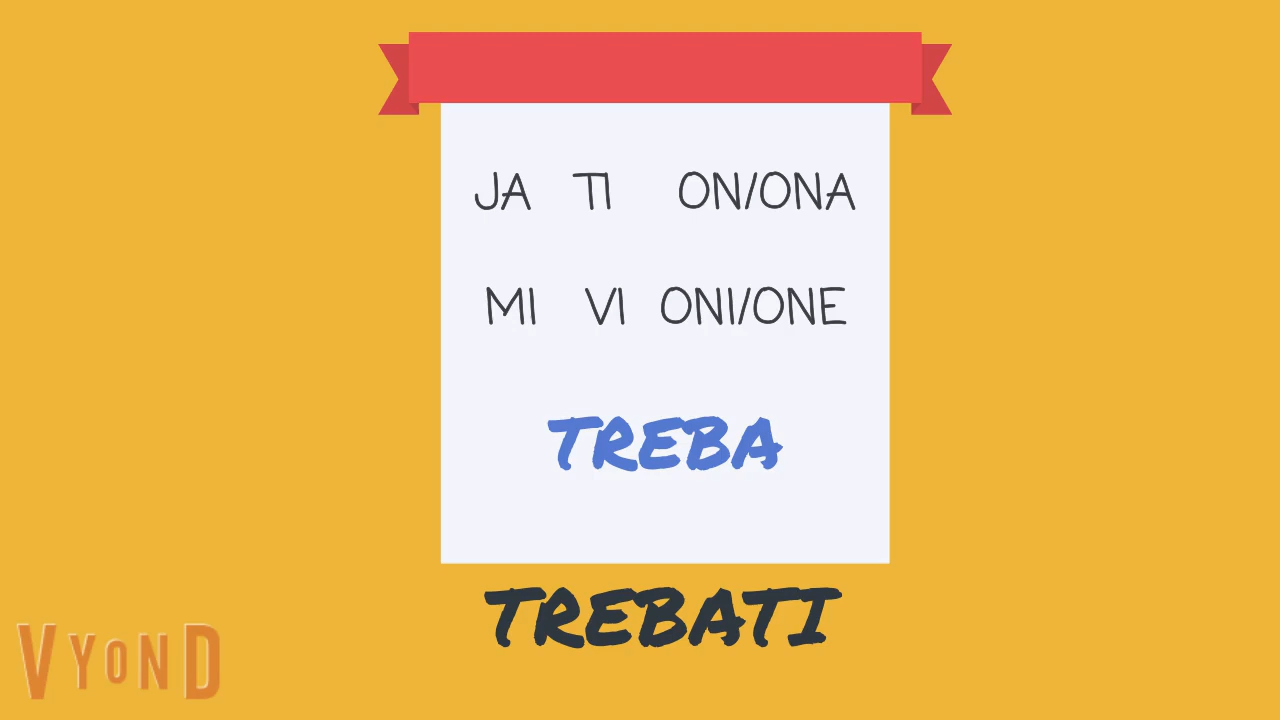 JA TI ON/ONA
MI VI ONI/ONE
TREBA
TREBATI
VYOND